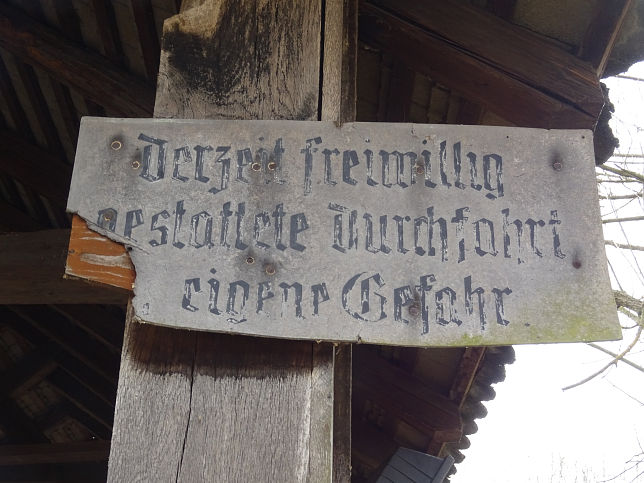 Derzeit freiwillig
gestattete Durchfahrt
eigene Gefahr